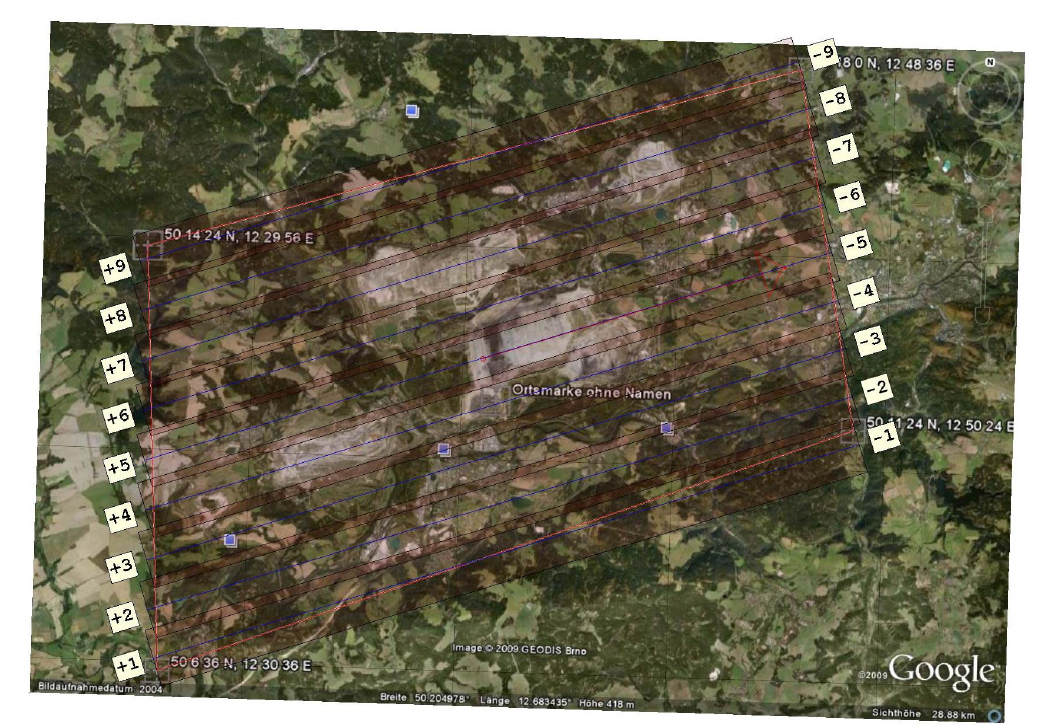 -9
18 0 N, 12 48 36 E
N
-8
-7
-6
50 14 24 N, 12 29 56 E
-5
+9
-4
+8
-3
+7
-2
Ortsmarke ohne Namen
+6
50 11 24 N, 12 50 24 E
-1
+5
+4
+3
+2
+1
50 6 36 N, 12 30 36 E
Image © 2009 GEODIS Brno
©2009 Google
Bildaufnahmedatum 2004
Breite 50.204978° Länge 12.683435° Höhe 418 m
Sichthöhe 28.88 km